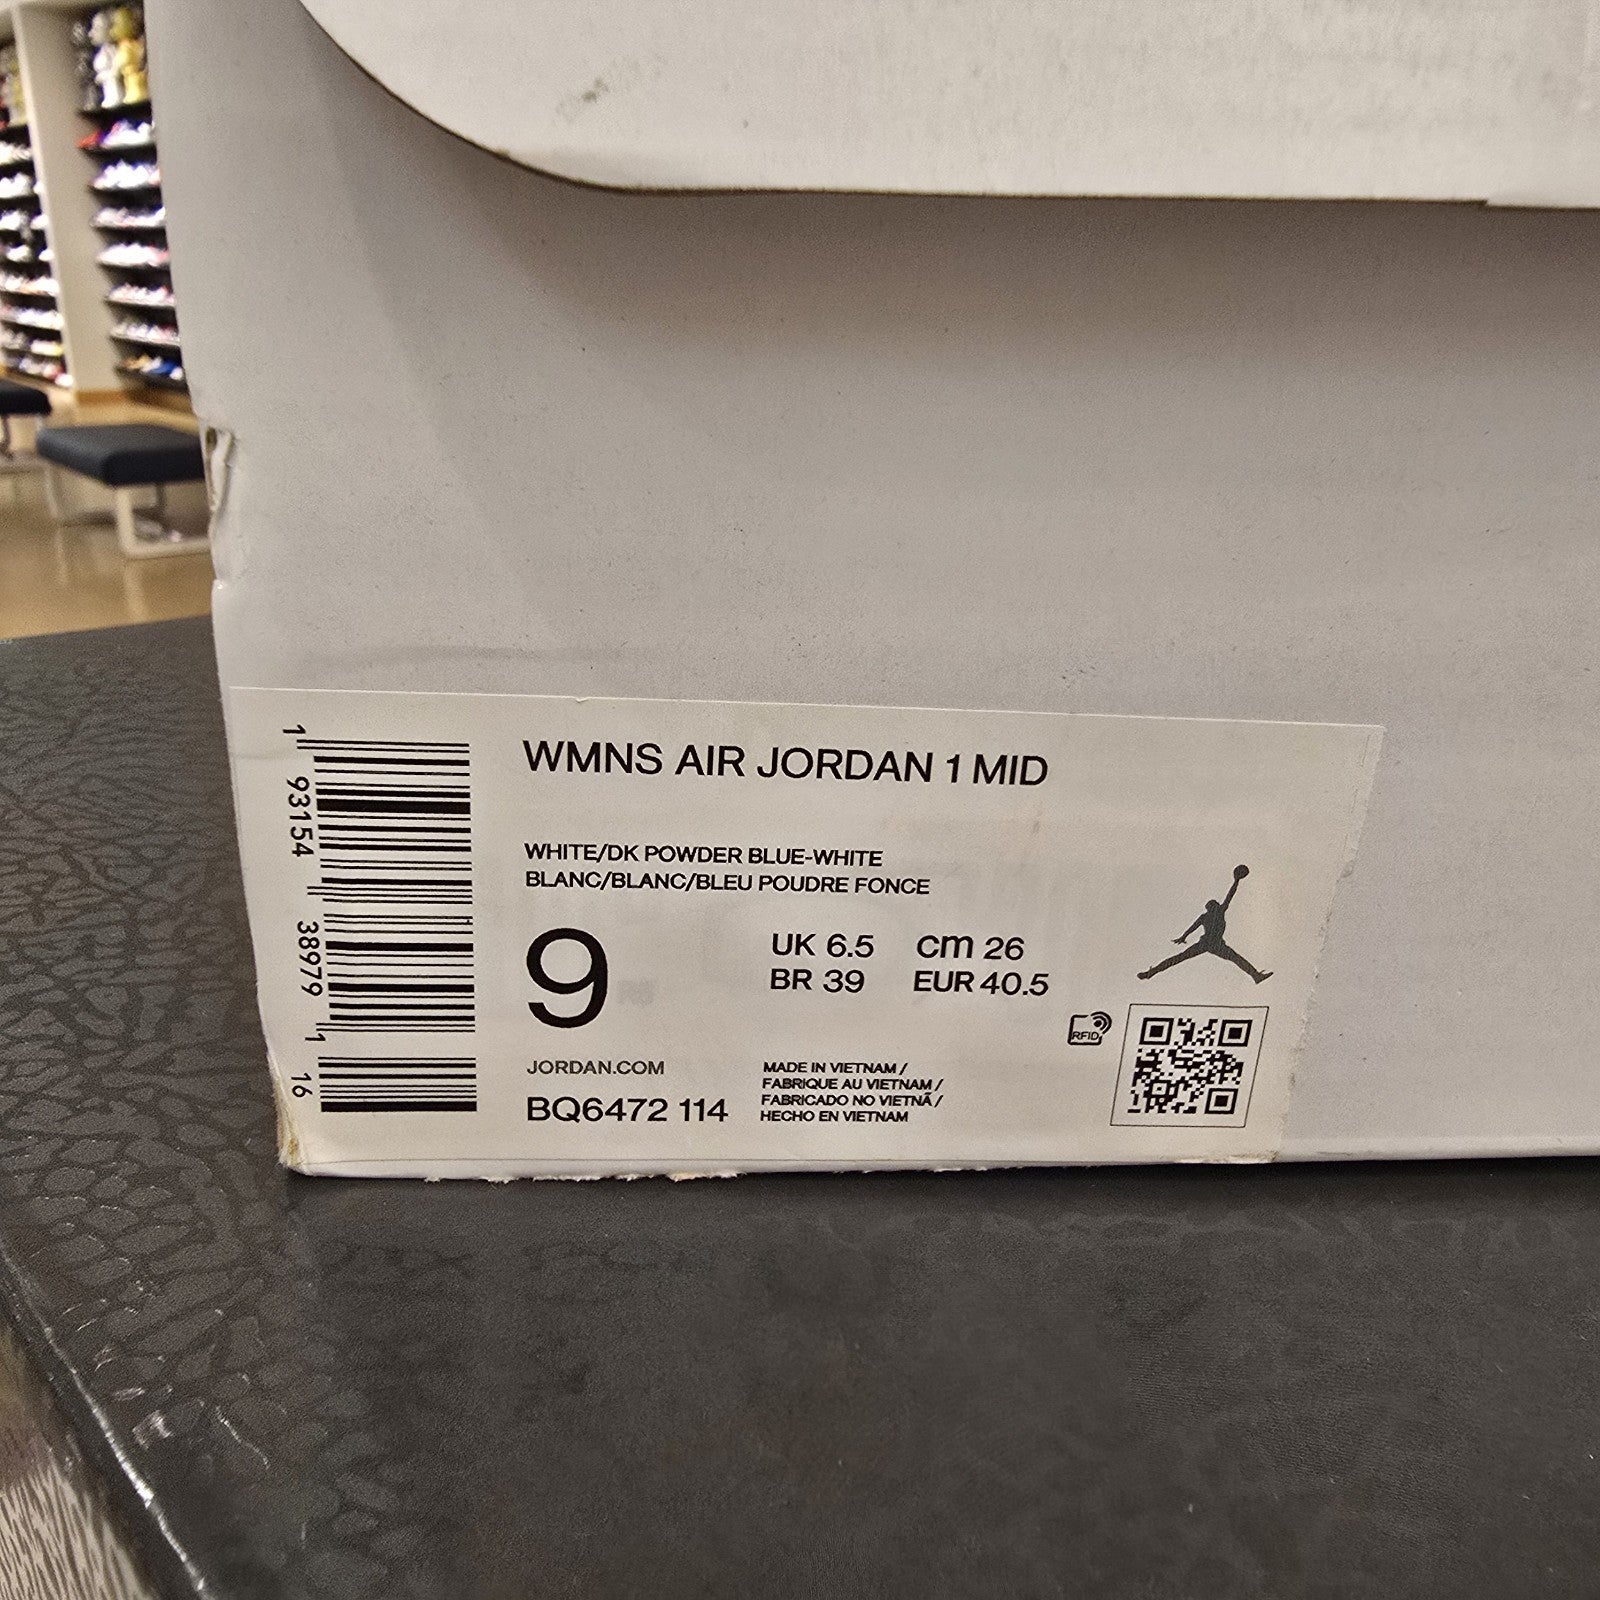 WMNS AIR JORDAN 1 MID
WHITE/DK POWDER BLUE-WHITE
BLANC/BLANC/BLEU POUDRE FONCE
9
UK 6.5 cm 26
BR 39 EUR 40.5
RFID
JORDAN.COM
BQ6472 114
MADE IN VIETNAM /
FABRIQUE AU VIETNAM /
FABRICADO NO VIETNÃ /
HECHO EN VIETNAM
1 93154 38979 1 16